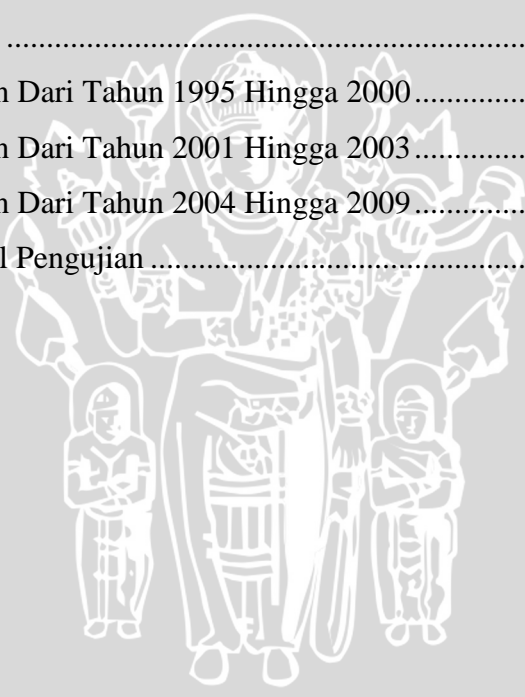 ........................................................................
n Dari Tahun 1995 Hingga 2000..............
n Dari Tahun 2001 Hingga 2003..............
n Dari Tahun 2004 Hingga 2009..............
l Pengujian ...............................................